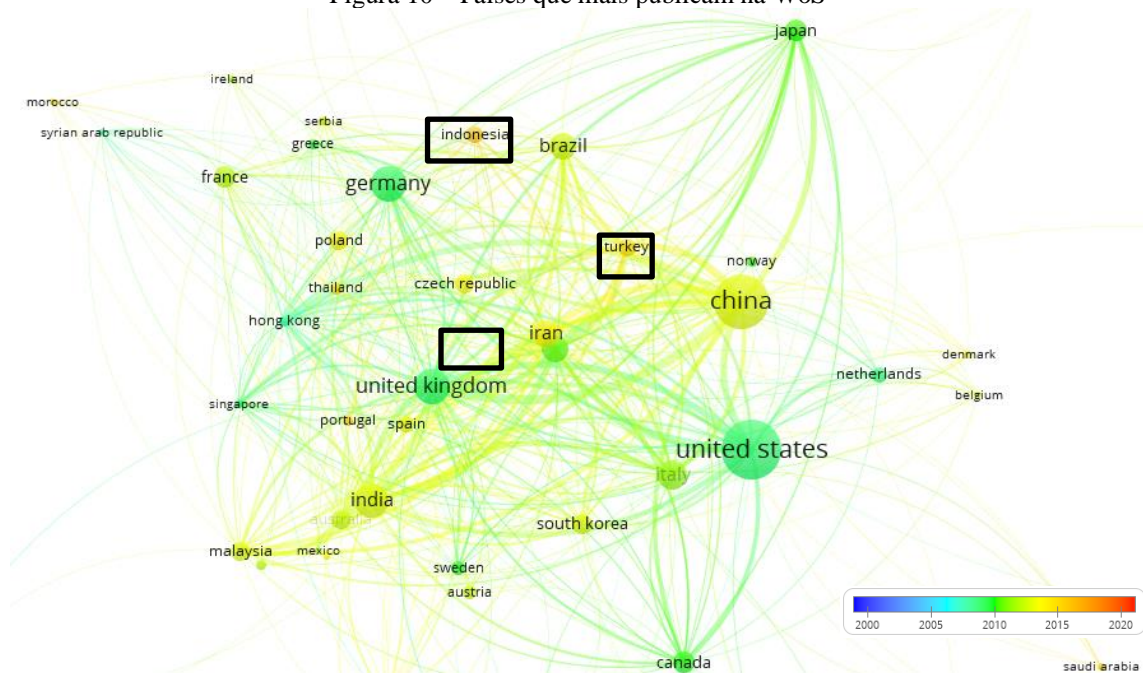 Figura 10 – Países que mais publicam na WoS
japan
ireland
morocco
serbia
syrian arab republic
indonesia
greece
brazil
france
germany
poland
turkey
norway
czech republic
thailand
china
hong kong
iran
denmark
netherlands
united kingdom
belgium
singapore
portugal
spain
united states
italy
india
australia
south korea
malaysia
mexico
sweden
austria
2000 2005 2010 2015 2020
canada
saudi arabia